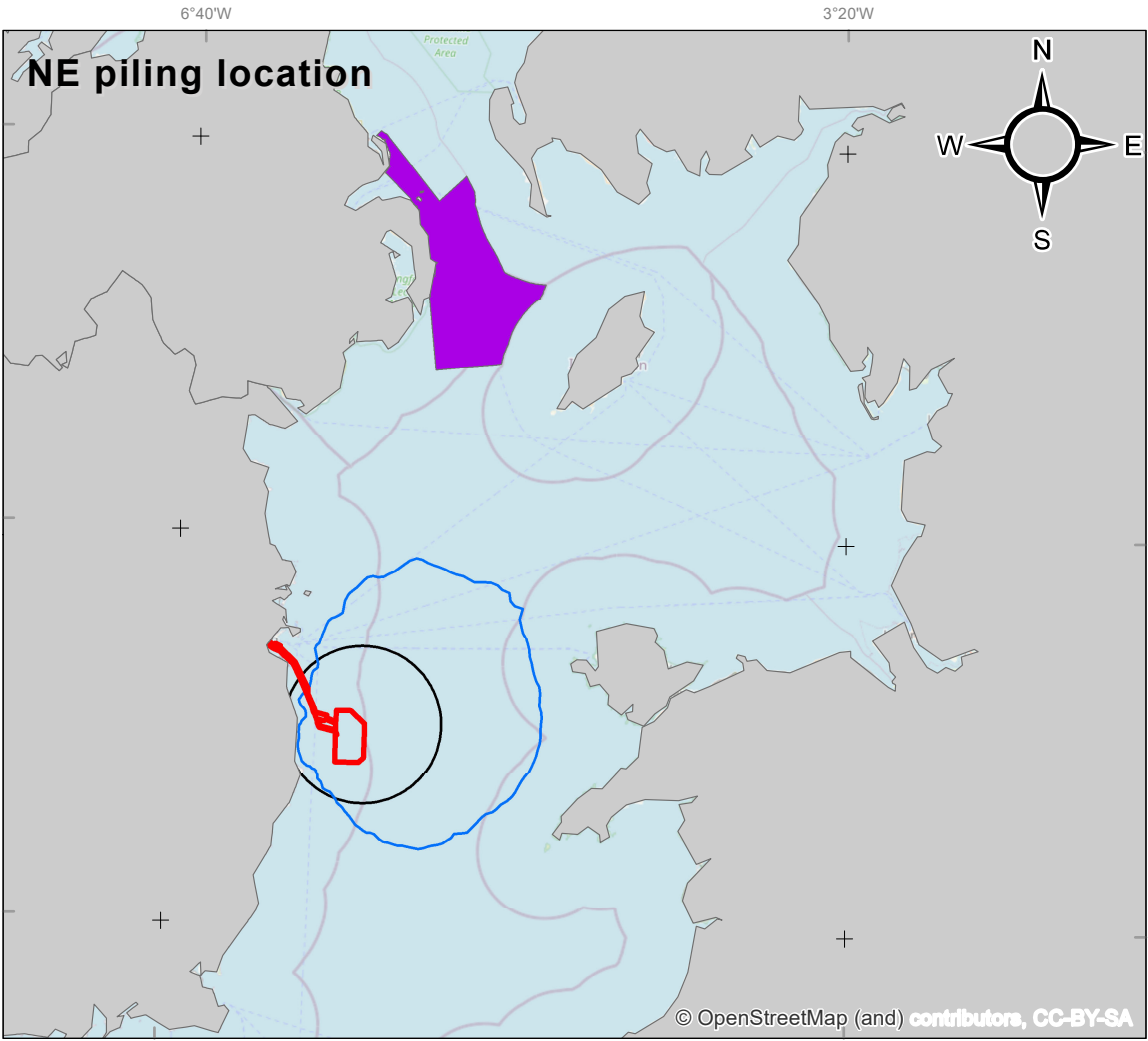 6°40'W
3°20'W
Protected
Area
NE piling location
N
W
E
S
© OpenStreetMap (and) contributors, CC-BY-SA